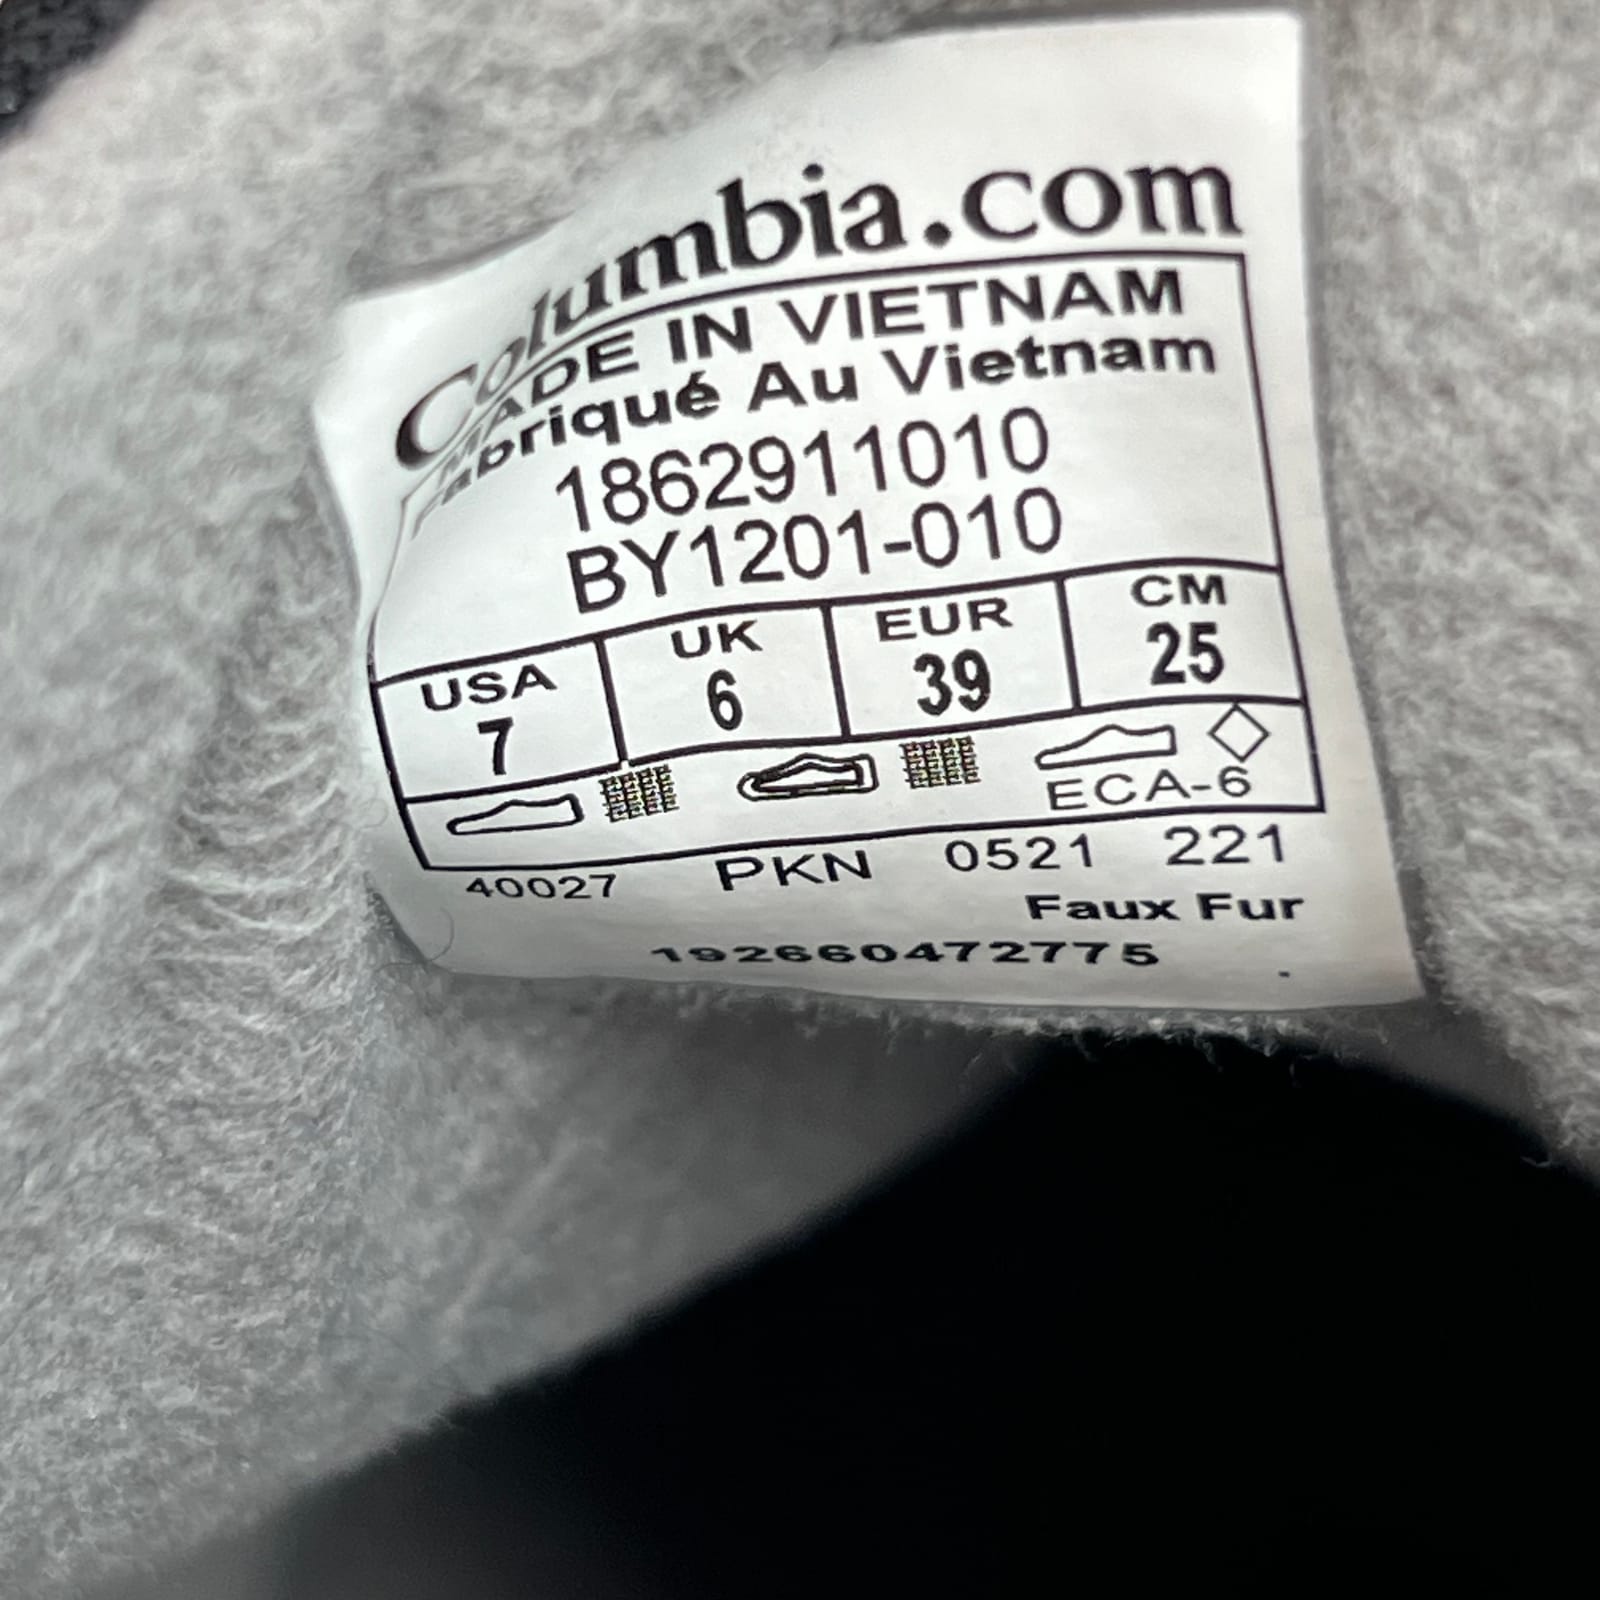 Columbia.com
MADE IN VIETNAM
Fabriqué Au Vietnam
1862911010
BY1201-010
USA UK EUR CM
7 6 39 25
ECA-6
40027 PKN 0521 221
Faux Fur
192660472775